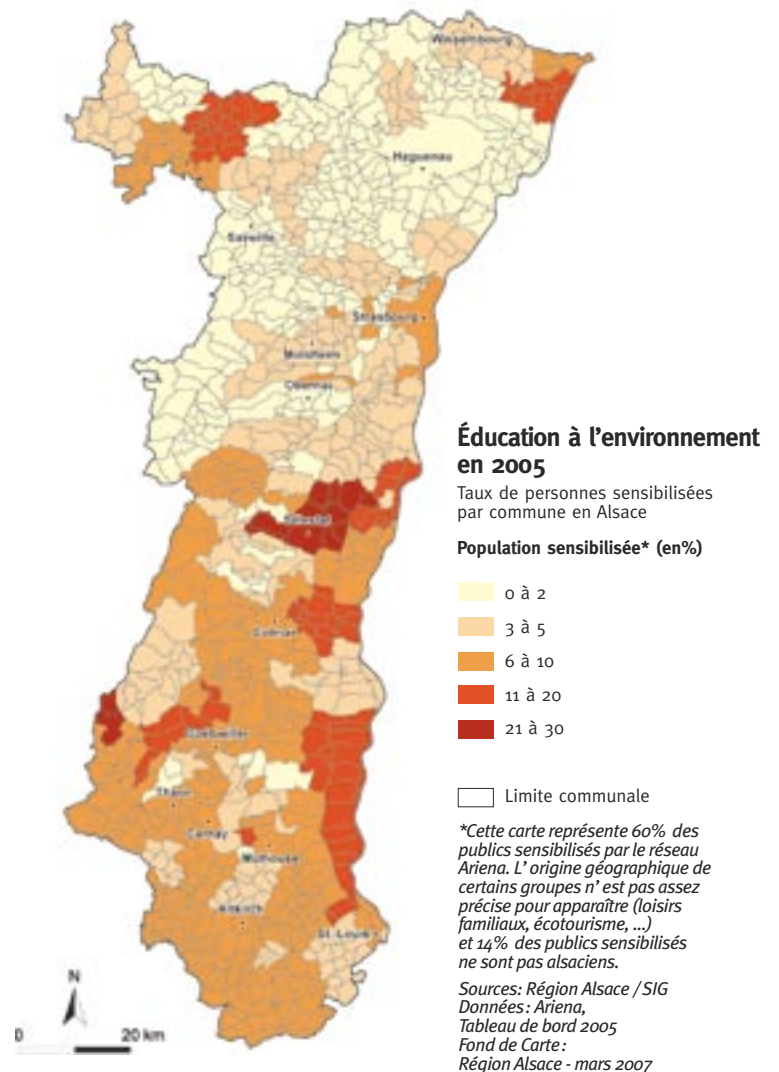 Wissembourg
Haguenau
Saverne
Strasbourg
Molsheim
Obernai
Sélestat
Colmar
Guebwiller
Thann
Cernay
Mulhouse
Altkirch
St. Louis
N
0 20 km
Éducation à l’environnement
en 2005
Taux de personnes sensibilisées
par commune en Alsace
Population sensibilisée* (en%)
0 à 2
3 à 5
6 à 10
11 à 20
21 à 30
Limite communale
*Cette carte représente 60% des
publics sensibilisés par le réseau
Ariena. L’ origine géographique de
certains groupes n’ est pas assez
précise pour apparaître (loisirs
familiaux, écotourisme, ...)
et 14% des publics sensibilisés
ne sont pas alsaciens.
Sources: Région Alsace / SIG
Données: Ariena,
Tableau de bord 2005
Fond de Carte:
Région Alsace - mars 2007